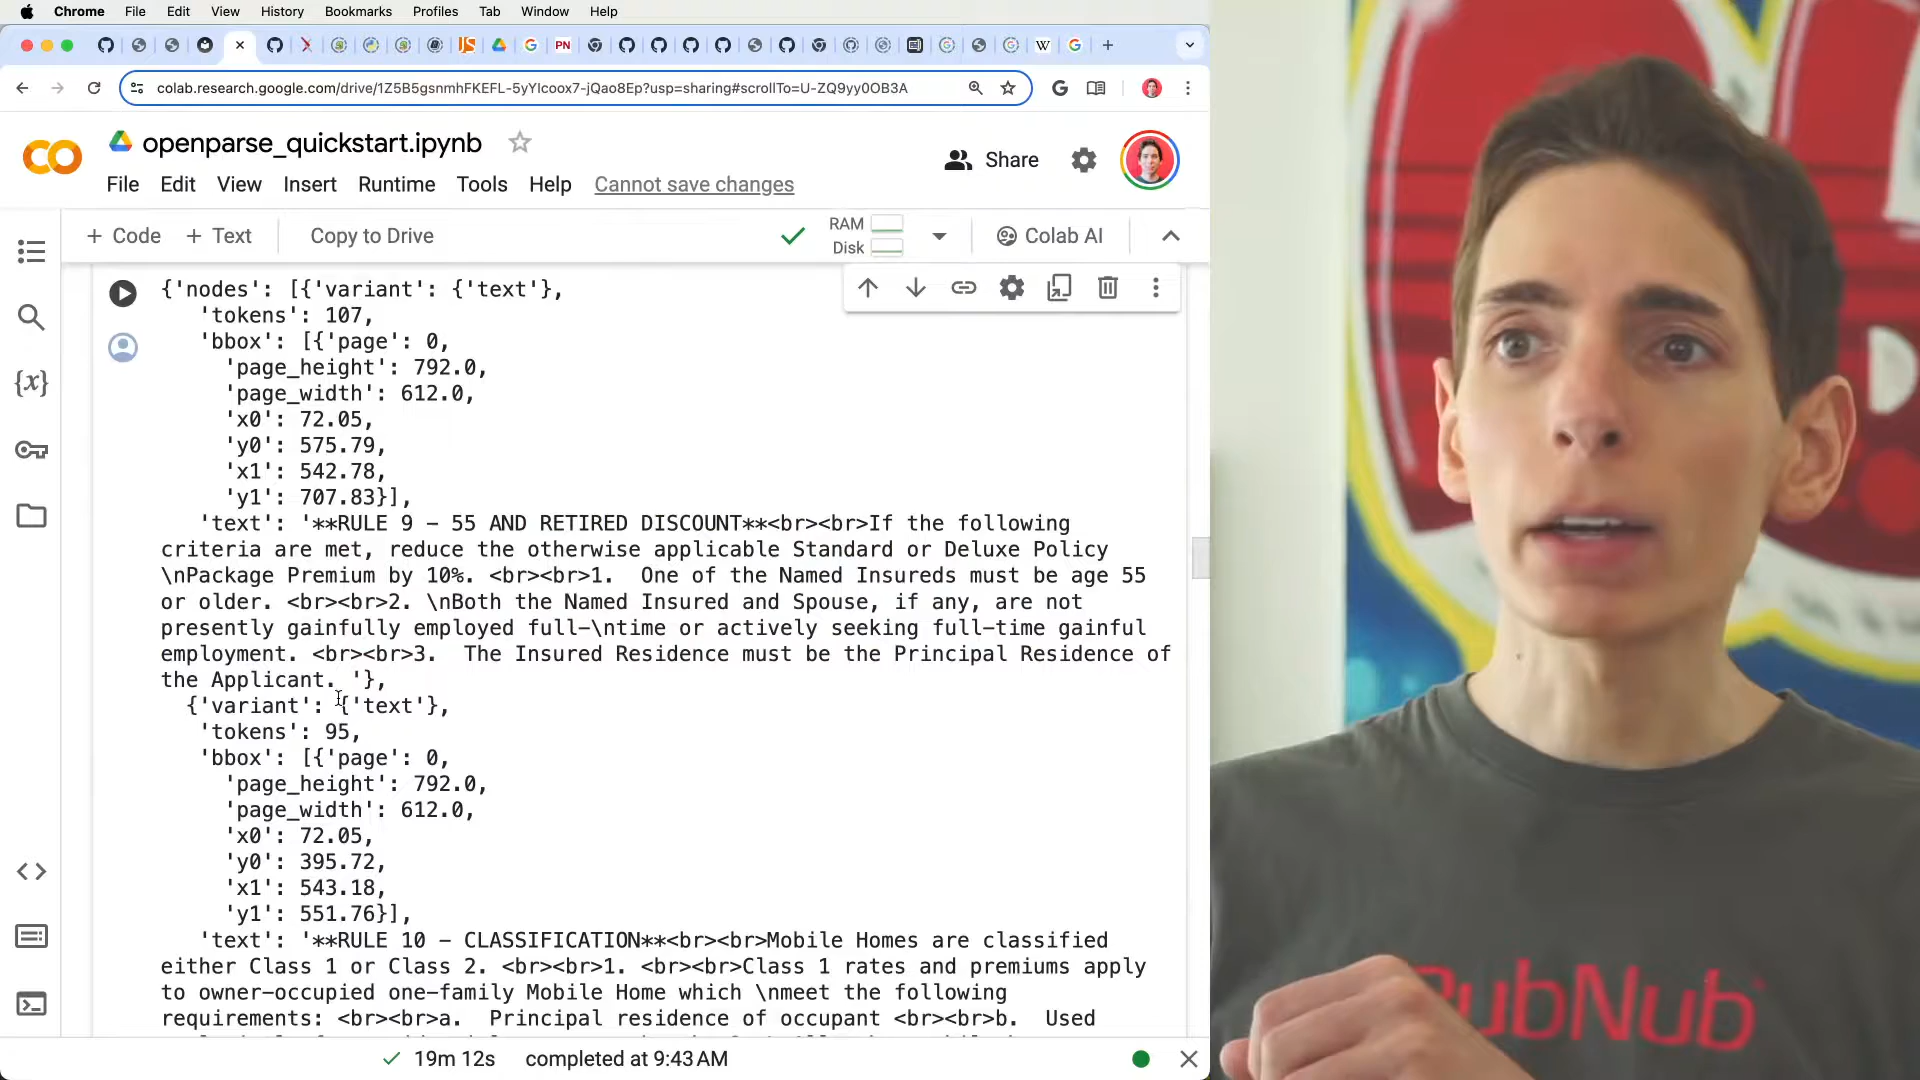 Chrome File Edit View History Bookmarks Profiles Tab Window Help
colab.research.google.com/drive/1Z5B5gsnmhFKEFL-5yYIcoox7-jQao8Ep?usp=sharing#scrollTo=U-ZQ9yy0OB3A
openparse_quickstart.ipynb
Share
File Edit View Insert Runtime Tools Help Cannot save changes
+ Code + Text Copy to Drive
RAM
Disk
Colab AI
{'nodes': [{'variant': {'text'},
'tokens': 107,
'bbox': [{'page': 0,
'page_height': 792.0,
'page_width': 612.0,
'x0': 72.05,
'y0': 575.79,
'x1': 542.78,
'y1': 707.83}],
'text': '**RULE 9 – 55 AND RETIRED DISCOUNT**<br><br>If the following
criteria are met, reduce the otherwise applicable Standard or Deluxe Policy
\nPackage Premium by 10%. <br><br>1.  One of the Named Insureds must be age 55
or older. <br><br>2. \nBoth the Named Insured and Spouse, if any, are not
presently gainfully employed full-\ntime or actively seeking full-time gainful
employment. <br><br>3.  The Insured Residence must be the Principal Residence of
the Applicant. '},
{'variant': {'text'},
'tokens': 95,
'bbox': [{'page': 0,
'page_height': 792.0,
'page_width': 612.0,
'x0': 72.05,
'y0': 395.72,
'x1': 543.18,
'y1': 551.76}],
'text': '**RULE 10 – CLASSIFICATION**<br><br>Mobile Homes are classified
either Class 1 or Class 2. <br><br>1. <br><br>Class 1 rates and premiums apply
to owner-occupied one-family Mobile Home which \nmeet the following
requirements: <br><br>a.  Principal residence of occupant <br><br>b.  Used
19m 12s completed at 9:43 AM
PubNub